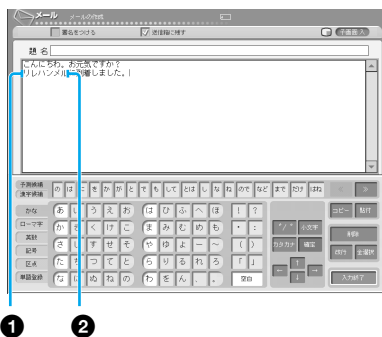 メール メールの作成
署名をつける 送信箱に残す 子画面 入
題名
こんにちわ。お元気ですか?
リレハンメルに到着しました。
予測候補 の は に を が と で も して とは し な ね ので など まで だけ はね < >
漢字候補
かな あ い う え お は ひ ふ へ ほ ! ? コピー 貼付
ローマ字 か き く け こ ま み む め も ・ : ゛/゜ 小文字
英数 さ し す せ そ や ゆ よ ー ~ ( ) カタカナ 確定 削除
記号 改行 全選択
区点 た ち つ て と ら り る れ ろ 「 」 ← ↑ → ↓
単語登録 な に ぬ ね の わ を ん 、 。 空白 入力終了
1 2